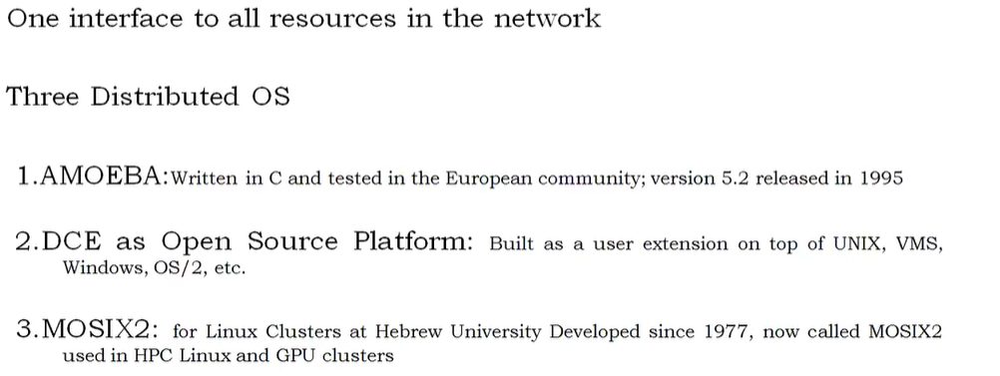 One interface to all resources in the network
Three Distributed OS
1.AMOEBA:Written in C and tested in the European community; version 5.2 released in 1995
2.DCE as Open Source Platform: Built as a user extension on top of UNIX, VMS,
Windows, OS/2, etc.
3.MOSIX2: for Linux Clusters at Hebrew University Developed since 1977, now called MOSIX2
used in HPC Linux and GPU clusters